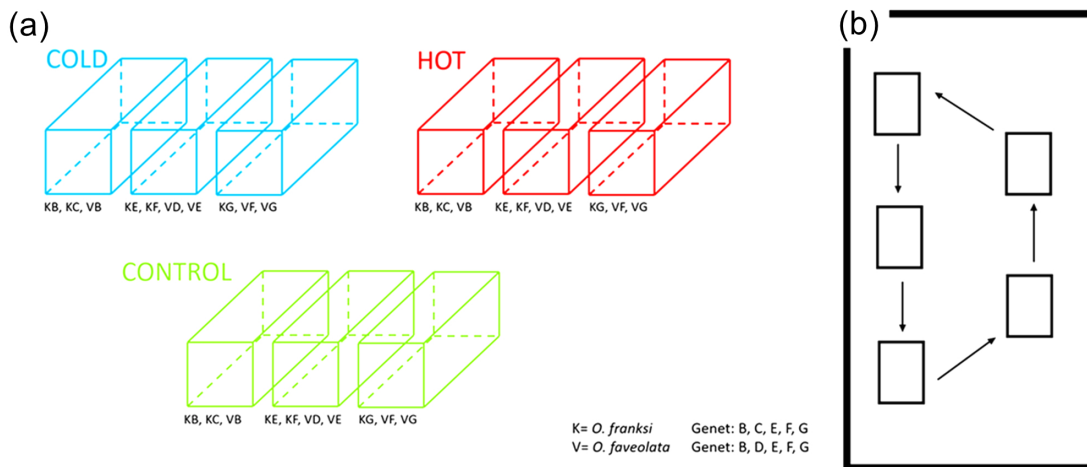 (a)
COLD
HOT
KB, KC, VB
KE, KF, VD, VE
KG, VF, VG
KB, KC, VB
KE, KF, VD, VE
KG, VF, VG
CONTROL
KB, KC, VB
KE, KF, VD, VE
KG, VF, VG
K= O. franksi Genet: B, C, E, F, G
V= O. faveolata Genet: B, D, E, F, G
(b)